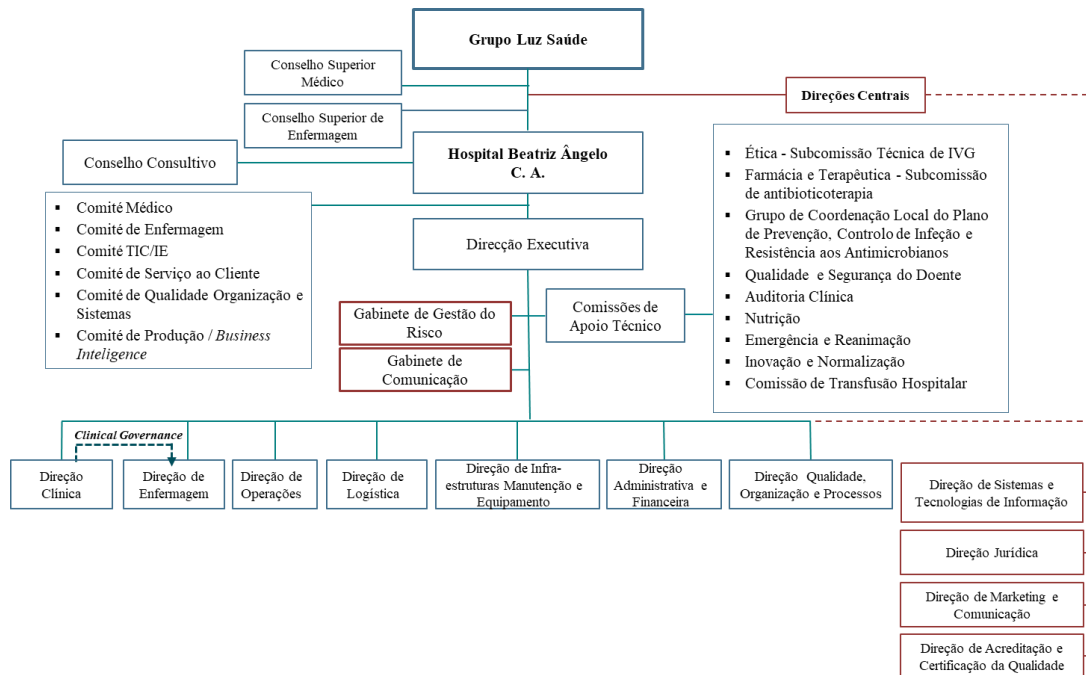 Grupo Luz Saúde
Conselho Superior
Médico
Direções Centrais
Conselho Superior de
Enfermagem
Conselho Consultivo
Hospital Beatriz Ângelo
C. A.
▪ Comité Médico
▪ Comité de Enfermagem
▪ Comité TIC/IE
▪ Comité de Serviço ao Cliente
▪ Comité de Qualidade Organização e
Sistemas
▪ Comité de Produção / Business
Inteligence
Direcção Executiva
▪ Ética - Subcomissão Técnica de IVG
▪ Farmácia e Terapêutica - Subcomissão
de antibioticoterapia
▪ Grupo de Coordenação Local do Plano
de Prevenção, Controlo de Infeção e
Resistência aos Antimicrobianos
▪ Qualidade e Segurança do Doente
▪ Auditoria Clínica
▪ Nutrição
▪ Emergência e Reanimação
▪ Inovação e Normalização
▪ Comissão de Transfusão Hospitalar
Gabinete de Gestão do
Risco
Comissões de
Apoio Técnico
Gabinete de
Comunicação
Clinical Governance
Direção
Clínica
Direção de
Enfermagem
Direção de
Operações
Direção de
Logística
Direção de Infra-
estruturas Manutenção e
Equipamento
Direção
Administrativa e
Financeira
Direção Qualidade,
Organização e Processos
Direção de Sistemas e
Tecnologias de Informação
Direção Jurídica
Direção de Marketing e
Comunicação
Direção de Acreditação e
Certificação da Qualidade